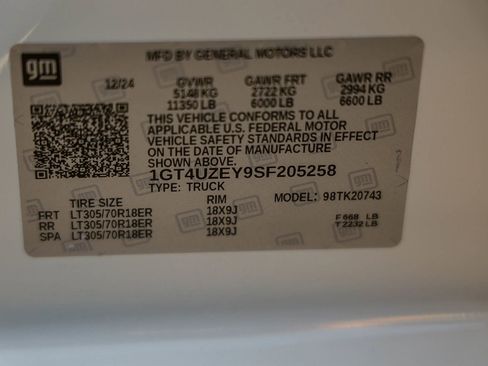 gm
MFD BY GENERAL MOTORS LLC
12/24 GVWR GAWR FRT GAWR RR
5148 KG 2722 KG 2994 KG
11350 LB 6000 LB 6600 LB
THIS VEHICLE CONFORMS TO ALL
APPLICABLE U.S. FEDERAL MOTOR
VEHICLE SAFETY STANDARDS IN EFFECT
ON THE DATE OF MANUFACTURE
SHOWN ABOVE.
1GT4UZEY9SF205258
TYPE: TRUCK
TIRE SIZE RIM MODEL: 98TK20743
FRT LT305/70R18ER 18X9J F 668 LB
RR LT305/70R18ER 18X9J T 2232 LB
SPA LT305/70R18ER 18X9J